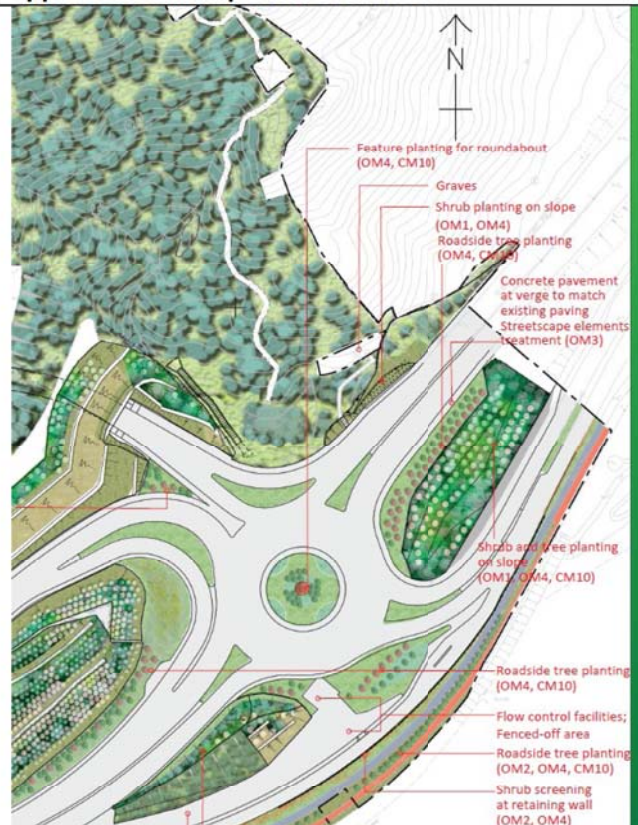 N
Feature planting for roundabout
(OM4, CM10)
Graves
Shrub planting on slope
(OM1, OM4)
Roadside tree planting
(OM4, CM10)
Concrete pavement
at verge to match
existing paving
Streetscape elements
treatment (OM3)
Shrub and tree planting
on slope
(OM1, OM4, CM10)
Roadside tree planting
(OM4, CM10)
Flow control facilities;
Fenced-off area
Roadside tree planting
(OM2, OM4, CM10)
Shrub screening
at retaining wall
(OM2, OM4)